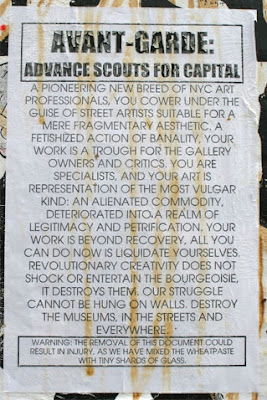 AVANT-GARDE:
ADVANCE SCOUTS FOR CAPITAL
A PIONEERING NEW BREED OF NYC ART
PROFESSIONALS, YOU COWER UNDER THE
GUISE OF STREET ARTISTS SUITABLE FOR A
MERE FRAGMENTARY AESTHETIC, A
FETISHIZED ACTION OF BANALITY. YOUR
WORK IS A TROUGH FOR THE GALLERY
OWNERS AND CRITICS. YOU ARE
SPECIALISTS, AND YOUR ART IS
REPRESENTATION OF THE MOST VULGAR
KIND: AN ALIENATED COMMODITY,
DETERIORATED INTO A REALM OF
LEGITIMACY AND PETRIFICATION. YOUR
WORK IS BEYOND RECOVERY, ALL YOU
CAN DO NOW IS LIQUIDATE YOURSELVES.
REVOLUTIONARY CREATIVITY DOES NOT
SHOCK OR ENTERTAIN THE BOURGEOISIE,
IT DESTROYS THEM. OUR STRUGGLE
CANNOT BE HUNG ON WALLS. DESTROY
THE MUSEUMS, IN THE STREETS AND
EVERYWHERE.
WARNING: THE REMOVAL OF THIS DOCUMENT COULD
RESULT IN INJURY, AS WE HAVE MIXED THE WHEATPASTE
WITH TINY SHARDS OF GLASS.